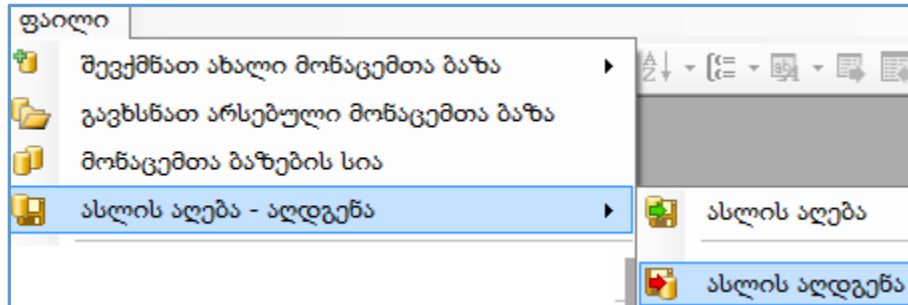 ფაილი
შევქმნათ ახალი მონაცემთა ბაზა
გავხსნათ არსებული მონაცემთა ბაზა
მონაცემთა ბაზების სია
ასლის აღება - აღდგენა
ასლის აღება
ასლის აღდგენა